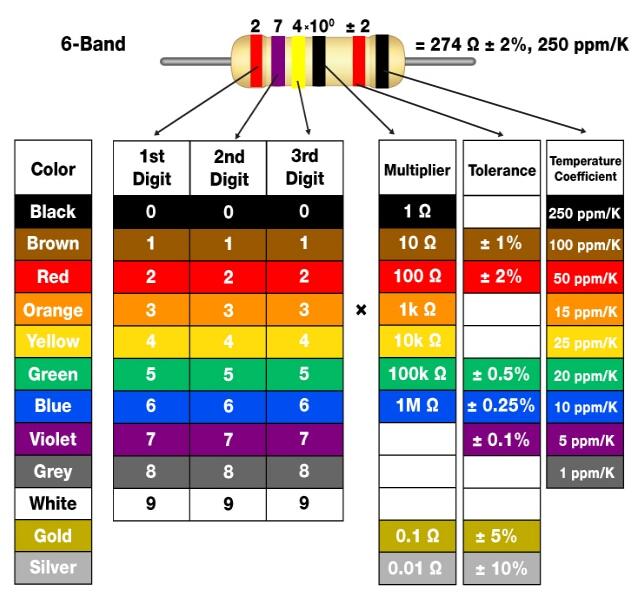 2 7 4×10⁰ ± 2
6-Band = 274 Ω ± 2%, 250 ppm/K
Color 1st Digit 2nd Digit 3rd Digit Multiplier Tolerance Temperature Coefficient
Black 0 0 0 1 Ω 250 ppm/K
Brown 1 1 1 10 Ω ± 1% 100 ppm/K
Red 2 2 2 100 Ω ± 2% 50 ppm/K
Orange 3 3 3 × 1k Ω 15 ppm/K
Yellow 4 4 4 10k Ω 25 ppm/K
Green 5 5 5 100k Ω ± 0.5% 20 ppm/K
Blue 6 6 6 1M Ω ± 0.25% 10 ppm/K
Violet 7 7 7 ± 0.1% 5 ppm/K
Grey 8 8 8 1 ppm/K
White 9 9 9
Gold 0.1 Ω ± 5%
Silver 0.01 Ω ± 10%